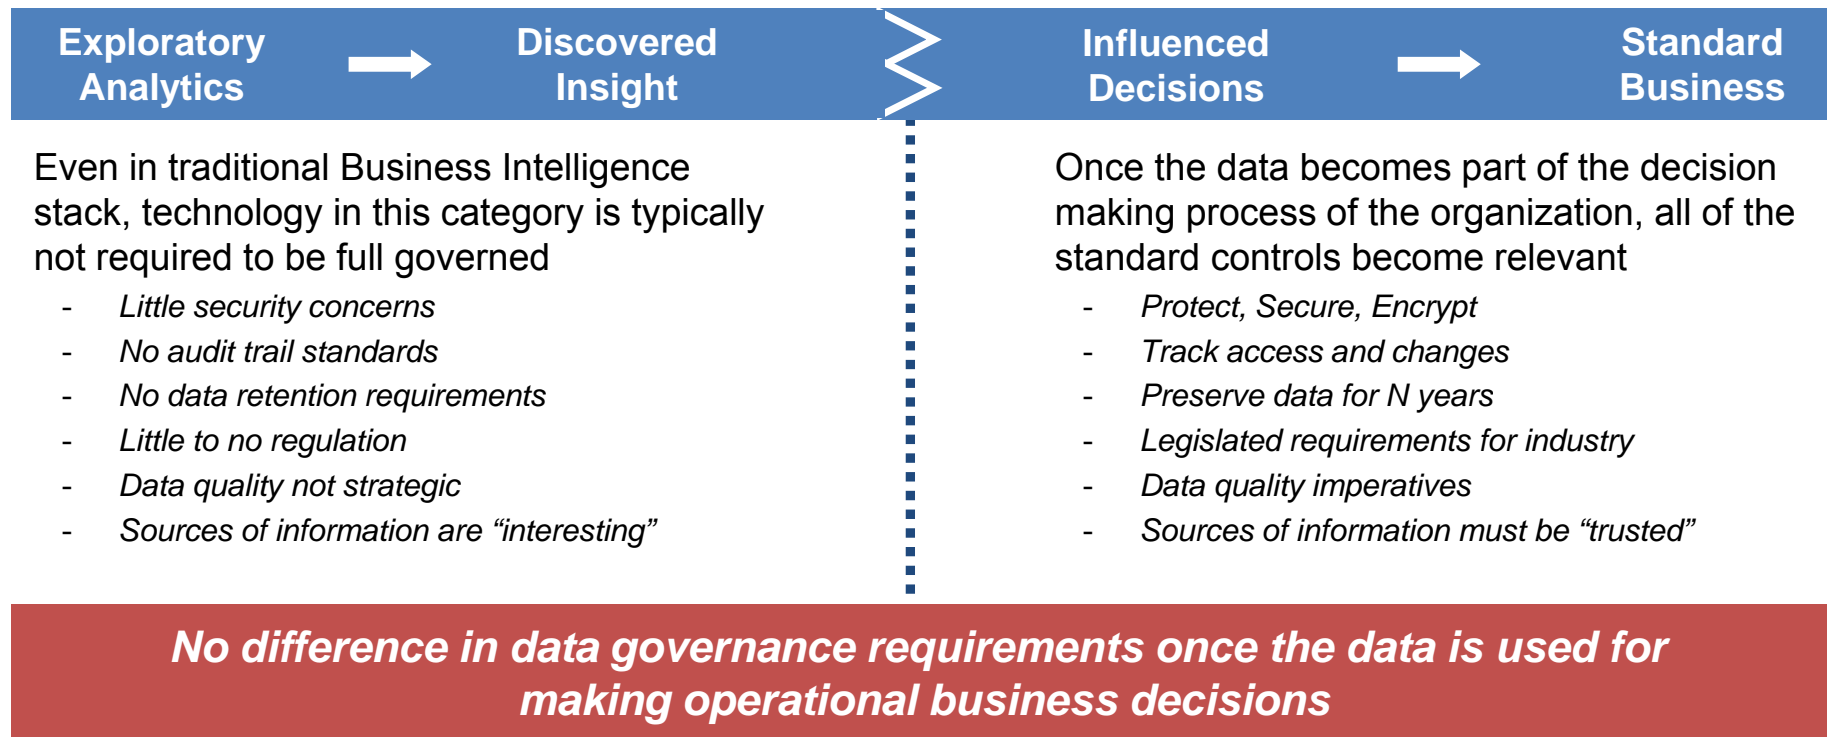 Exploratory
Analytics
Discovered
Insight
Influenced
Decisions
Standard
Business
Even in traditional Business Intelligence
stack, technology in this category is typically
not required to be full governed
- Little security concerns
- No audit trail standards
- No data retention requirements
- Little to no regulation
- Data quality not strategic
- Sources of information are “interesting”
Once the data becomes part of the decision
making process of the organization, all of the
standard controls become relevant
- Protect, Secure, Encrypt
- Track access and changes
- Preserve data for N years
- Legislated requirements for industry
- Data quality imperatives
- Sources of information must be “trusted”
No difference in data governance requirements once the data is used for
making operational business decisions